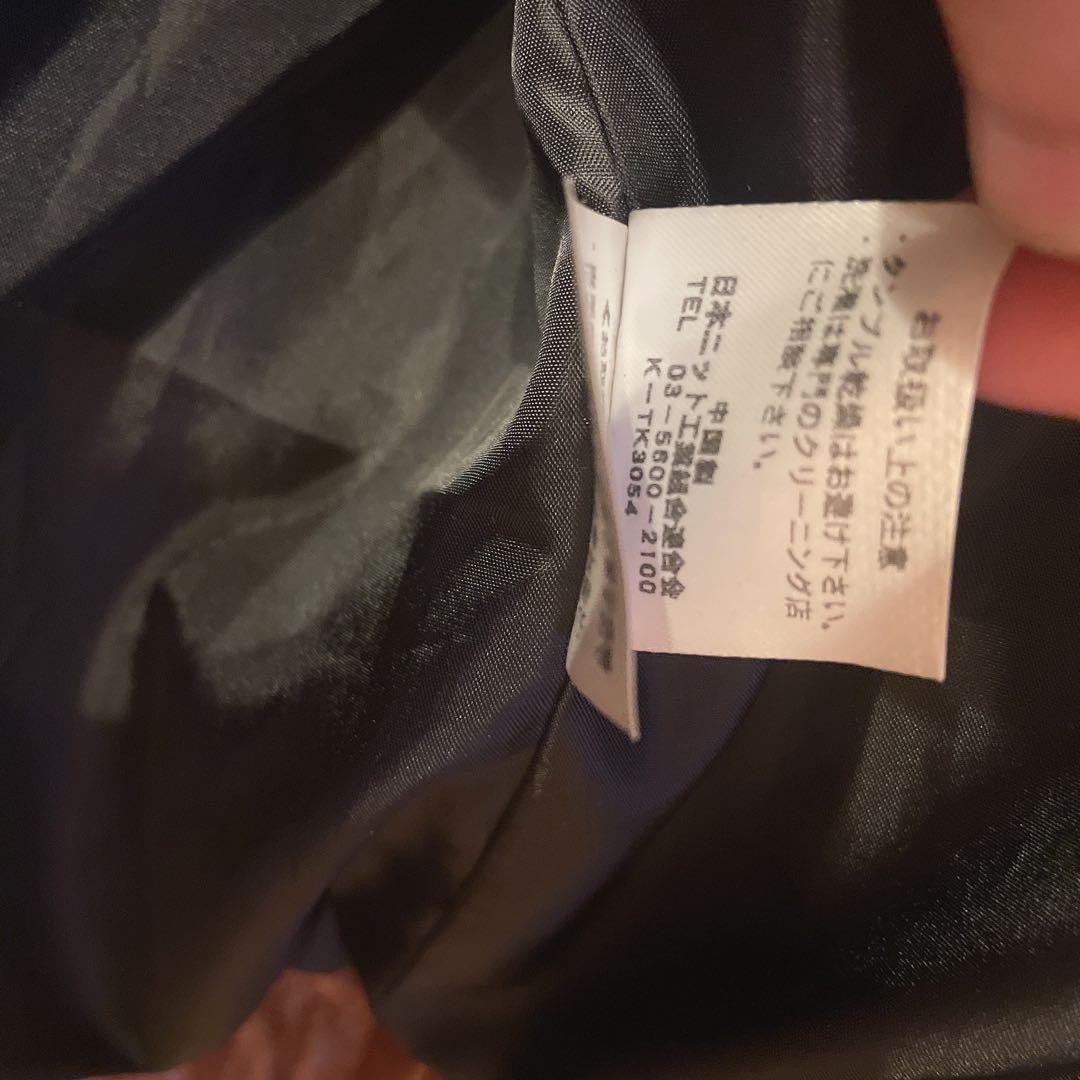 お取扱い上の注意
・タンブル乾燥はお避け下さい。
・洗濯は専門のクリーニング店
にご相談下さい。
中国製
日本ニット工業組合連合会
TEL 03-5600-2100
K-TK3054